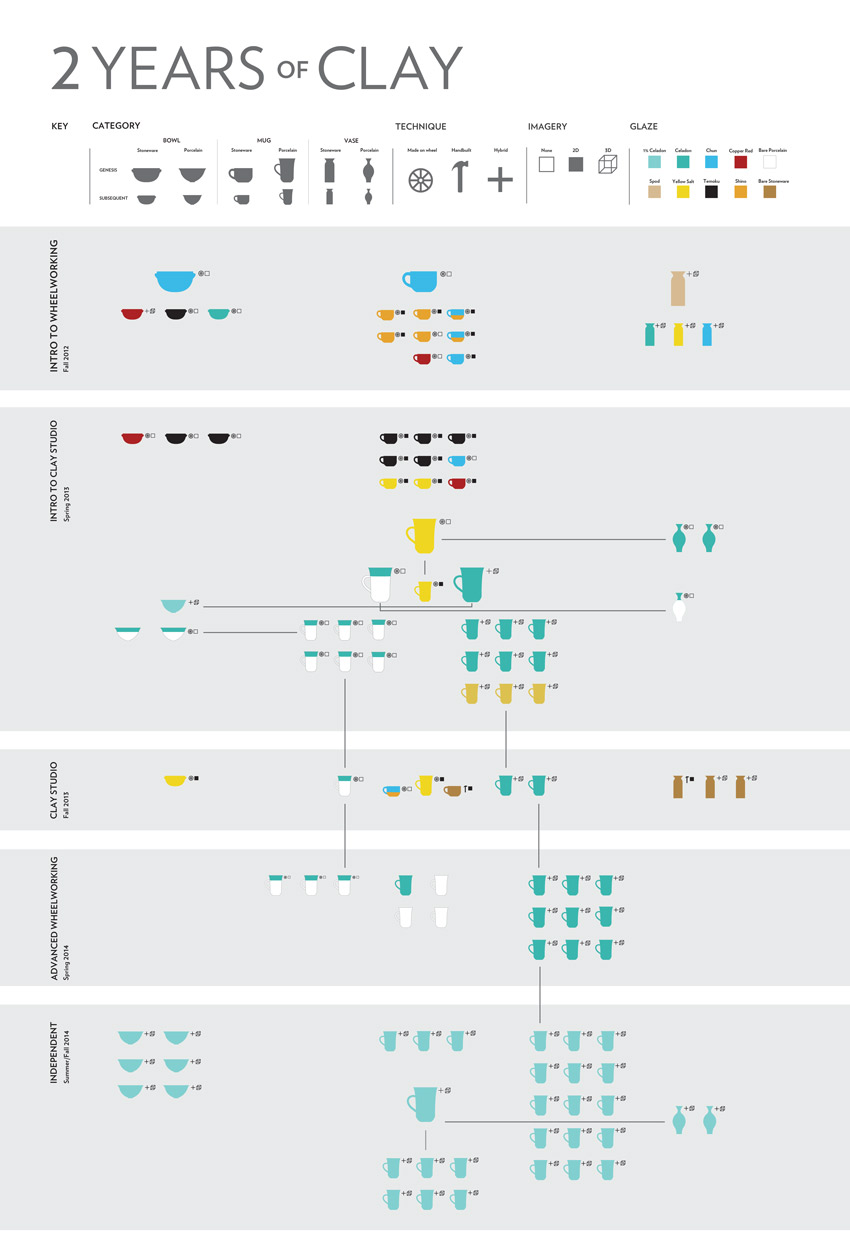 2 YEARS OF CLAY
KEY
CATEGORY
TECHNIQUE
IMAGERY
GLAZE
BOWL
MUG
VASE
Stoneware
Porcelain
Stoneware
Porcelain
Stoneware
Porcelain
Made on wheel
Handbuilt
Hybrid
None
2D
3D
1% Celadon
Celadon
Chun
Copper Red
Bare Porcelain
GENESIS
SUBSEQUENT
Spod
Yellow Salt
Temoku
Shino
Bare Stoneware
INTRO TO WHEELWORKING
Fall 2012
INTRO TO CLAY STUDIO
Spring 2013
CLAY STUDIO
Fall 2013
ADVANCED WHEELWORKING
Spring 2014
INDEPENDENT
Summer/Fall 2014